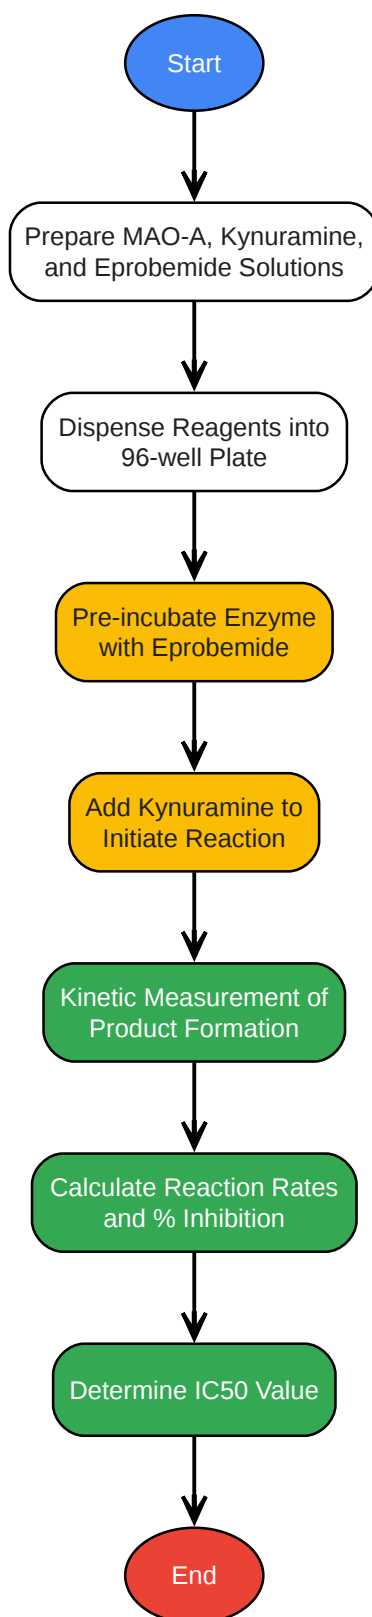 Start
Prepare MAO-A, Kynuramine,
and Eprobemide Solutions
Dispense Reagents into
96-well Plate
Pre-incubate Enzyme
with Eprobemide
Add Kynuramine to
Initiate Reaction
Kinetic Measurement of
Product Formation
Calculate Reaction Rates
and % Inhibition
Determine IC50 Value
End